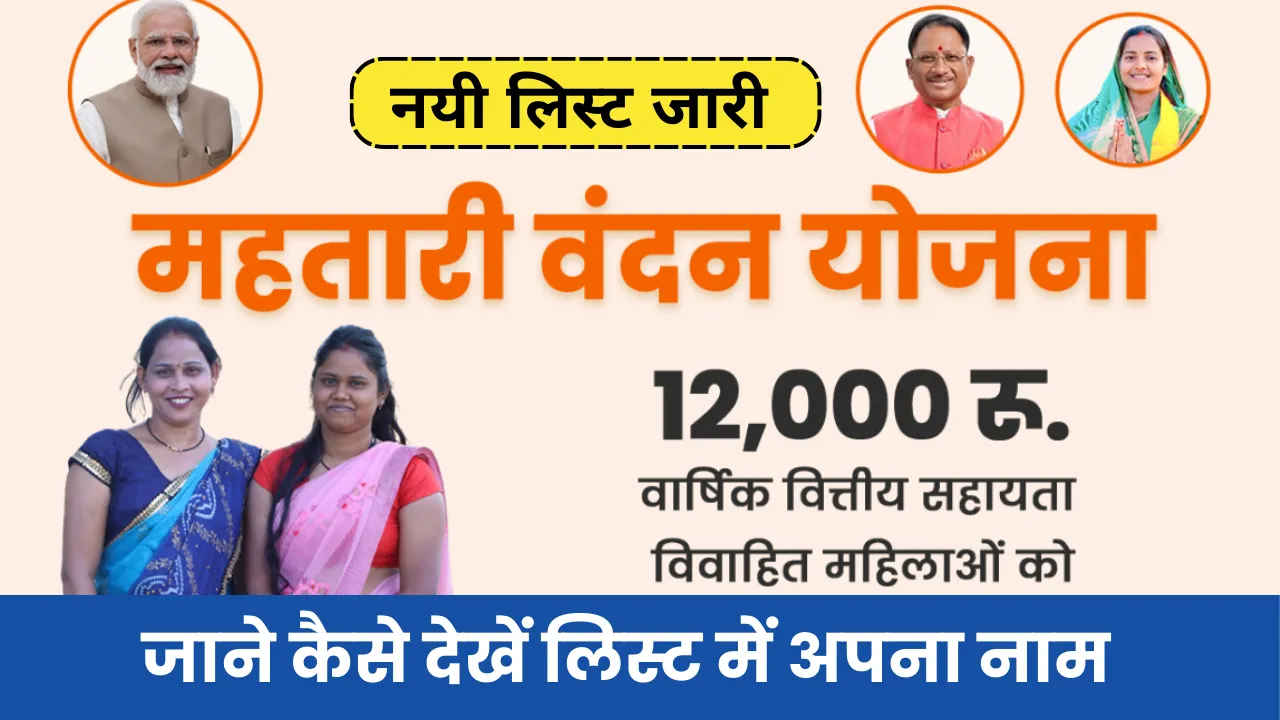 नयी लिस्ट जारी
महतारी वंदन योजना
12,000 रू.
वार्षिक वित्तीय सहायता
विवाहित महिलाओं को
जाने कैसे देखें लिस्ट में अपना नाम